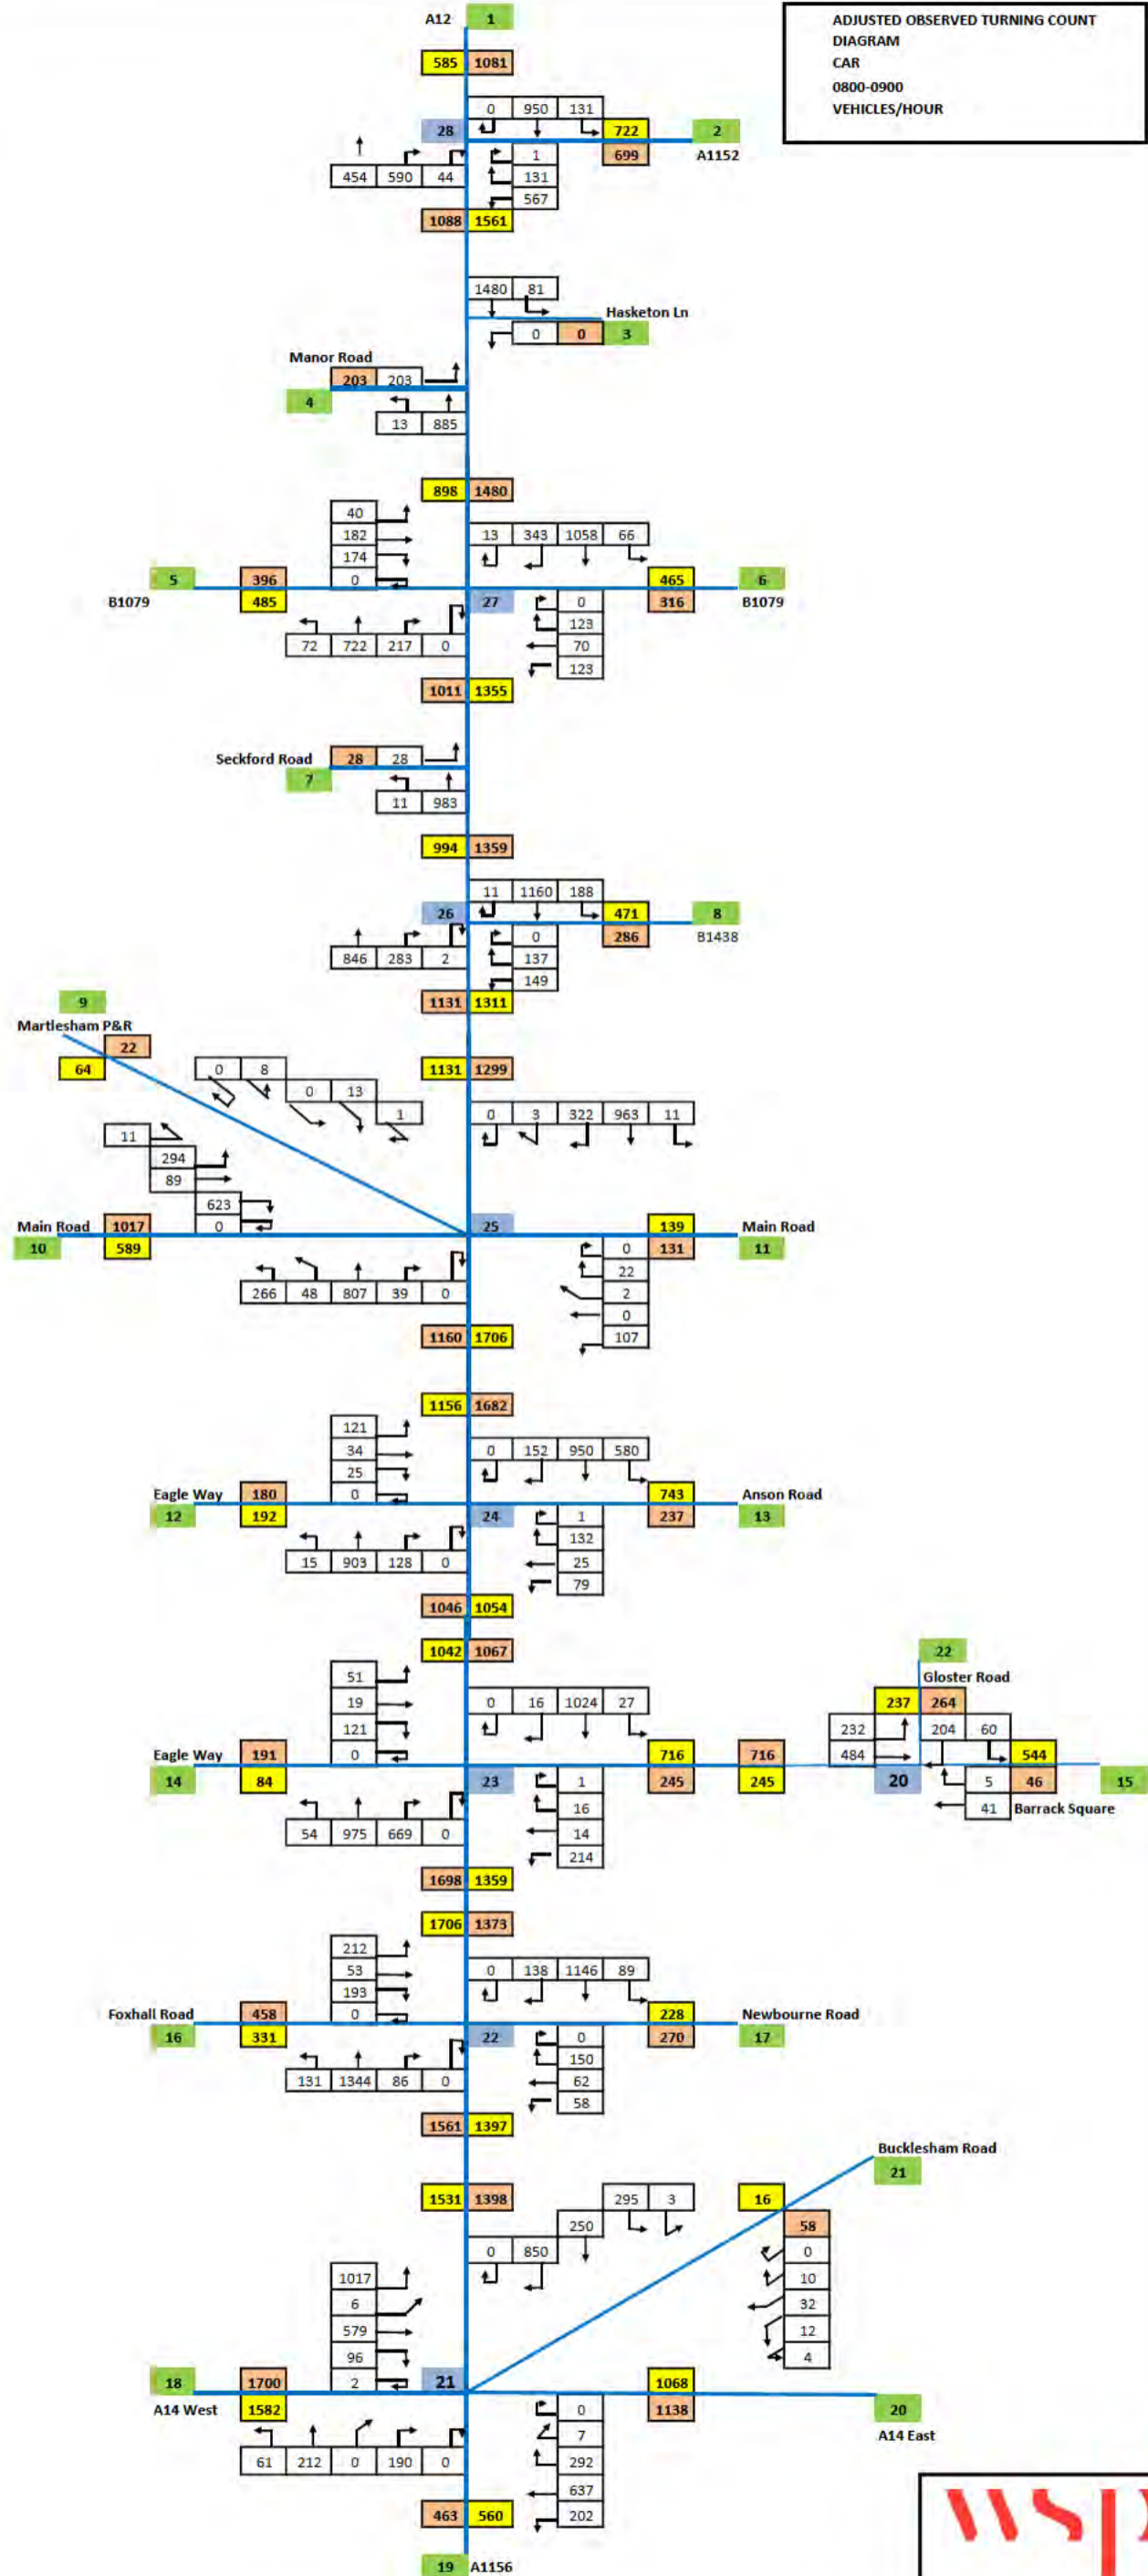 A12 1
ADJUSTED OBSERVED TURNING COUNT
DIAGRAM
CAR
0800-0900
VEHICLES/HOUR
585 1081
0 950 131
28 722 2
699 A1152
454 590 44
1
131
567
1088 1561
1480 81
Hasketon Ln
0 0 3
Manor Road
203 203
4
13 885
898 1480
40
182
174
0
13 343 1058 66
5 396 465 6
B1079 485 27 316 B1079
72 722 217 0
0
123
70
123
1011 1355
Seckford Road 28 28
7
11 983
994 1359
11 1160 188
26 471 8
286 B1438
846 283 2
0
137
149
1131 1311
9
Martlesham P&R
22
64
0 8
0 13
1
1131 1299
0 3 322 963 11
11
294
89
623
0
Main Road 1017 25 139 Main Road
10 589 131 11
266 48 807 39 0
0
22
2
0
107
1160 1706
1156 1682
121
34
25
0
0 152 950 580
Eagle Way 180 743 Anson Road
12 192 24 237 13
15 903 128 0
1
132
25
79
1046 1054
1042 1067
51
19
121
0
0 16 1024 27
22
Gloster Road
237 264
232 204 60
484 20 544
5 46 15
41 Barrack Square
Eagle Way 191 716 716
14 84 23 245 245
54 975 669 0
1
16
14
214
1698 1359
1706 1373
212
53
193
0
0 138 1146 89
Foxhall Road 458 228 Newbourne Road
16 331 22 270 17
131 1344 86 0
0
150
62
58
1561 1397
Bucklesham Road
21
1531 1398
295 3
250
0 850
16
58
0
10
32
12
4
1017
6
579
96
2
18 1700 21 1068
A14 West 1582 1138 20
A14 East
61 212 0 190 0
0
7
292
637
202
463 560
19 A1156
wsp